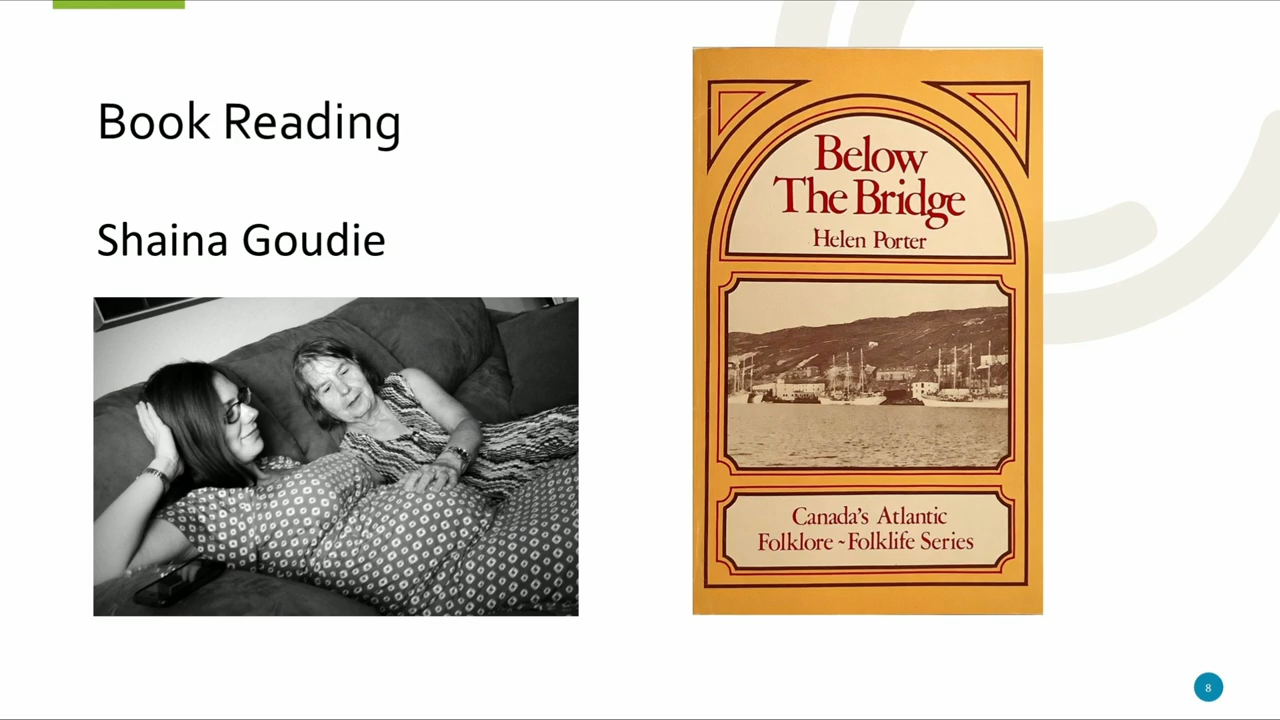 Book Reading
Shaina Goudie
Below
The Bridge
Helen Porter
Canada's Atlantic
Folklore ~ Folklife Series
8